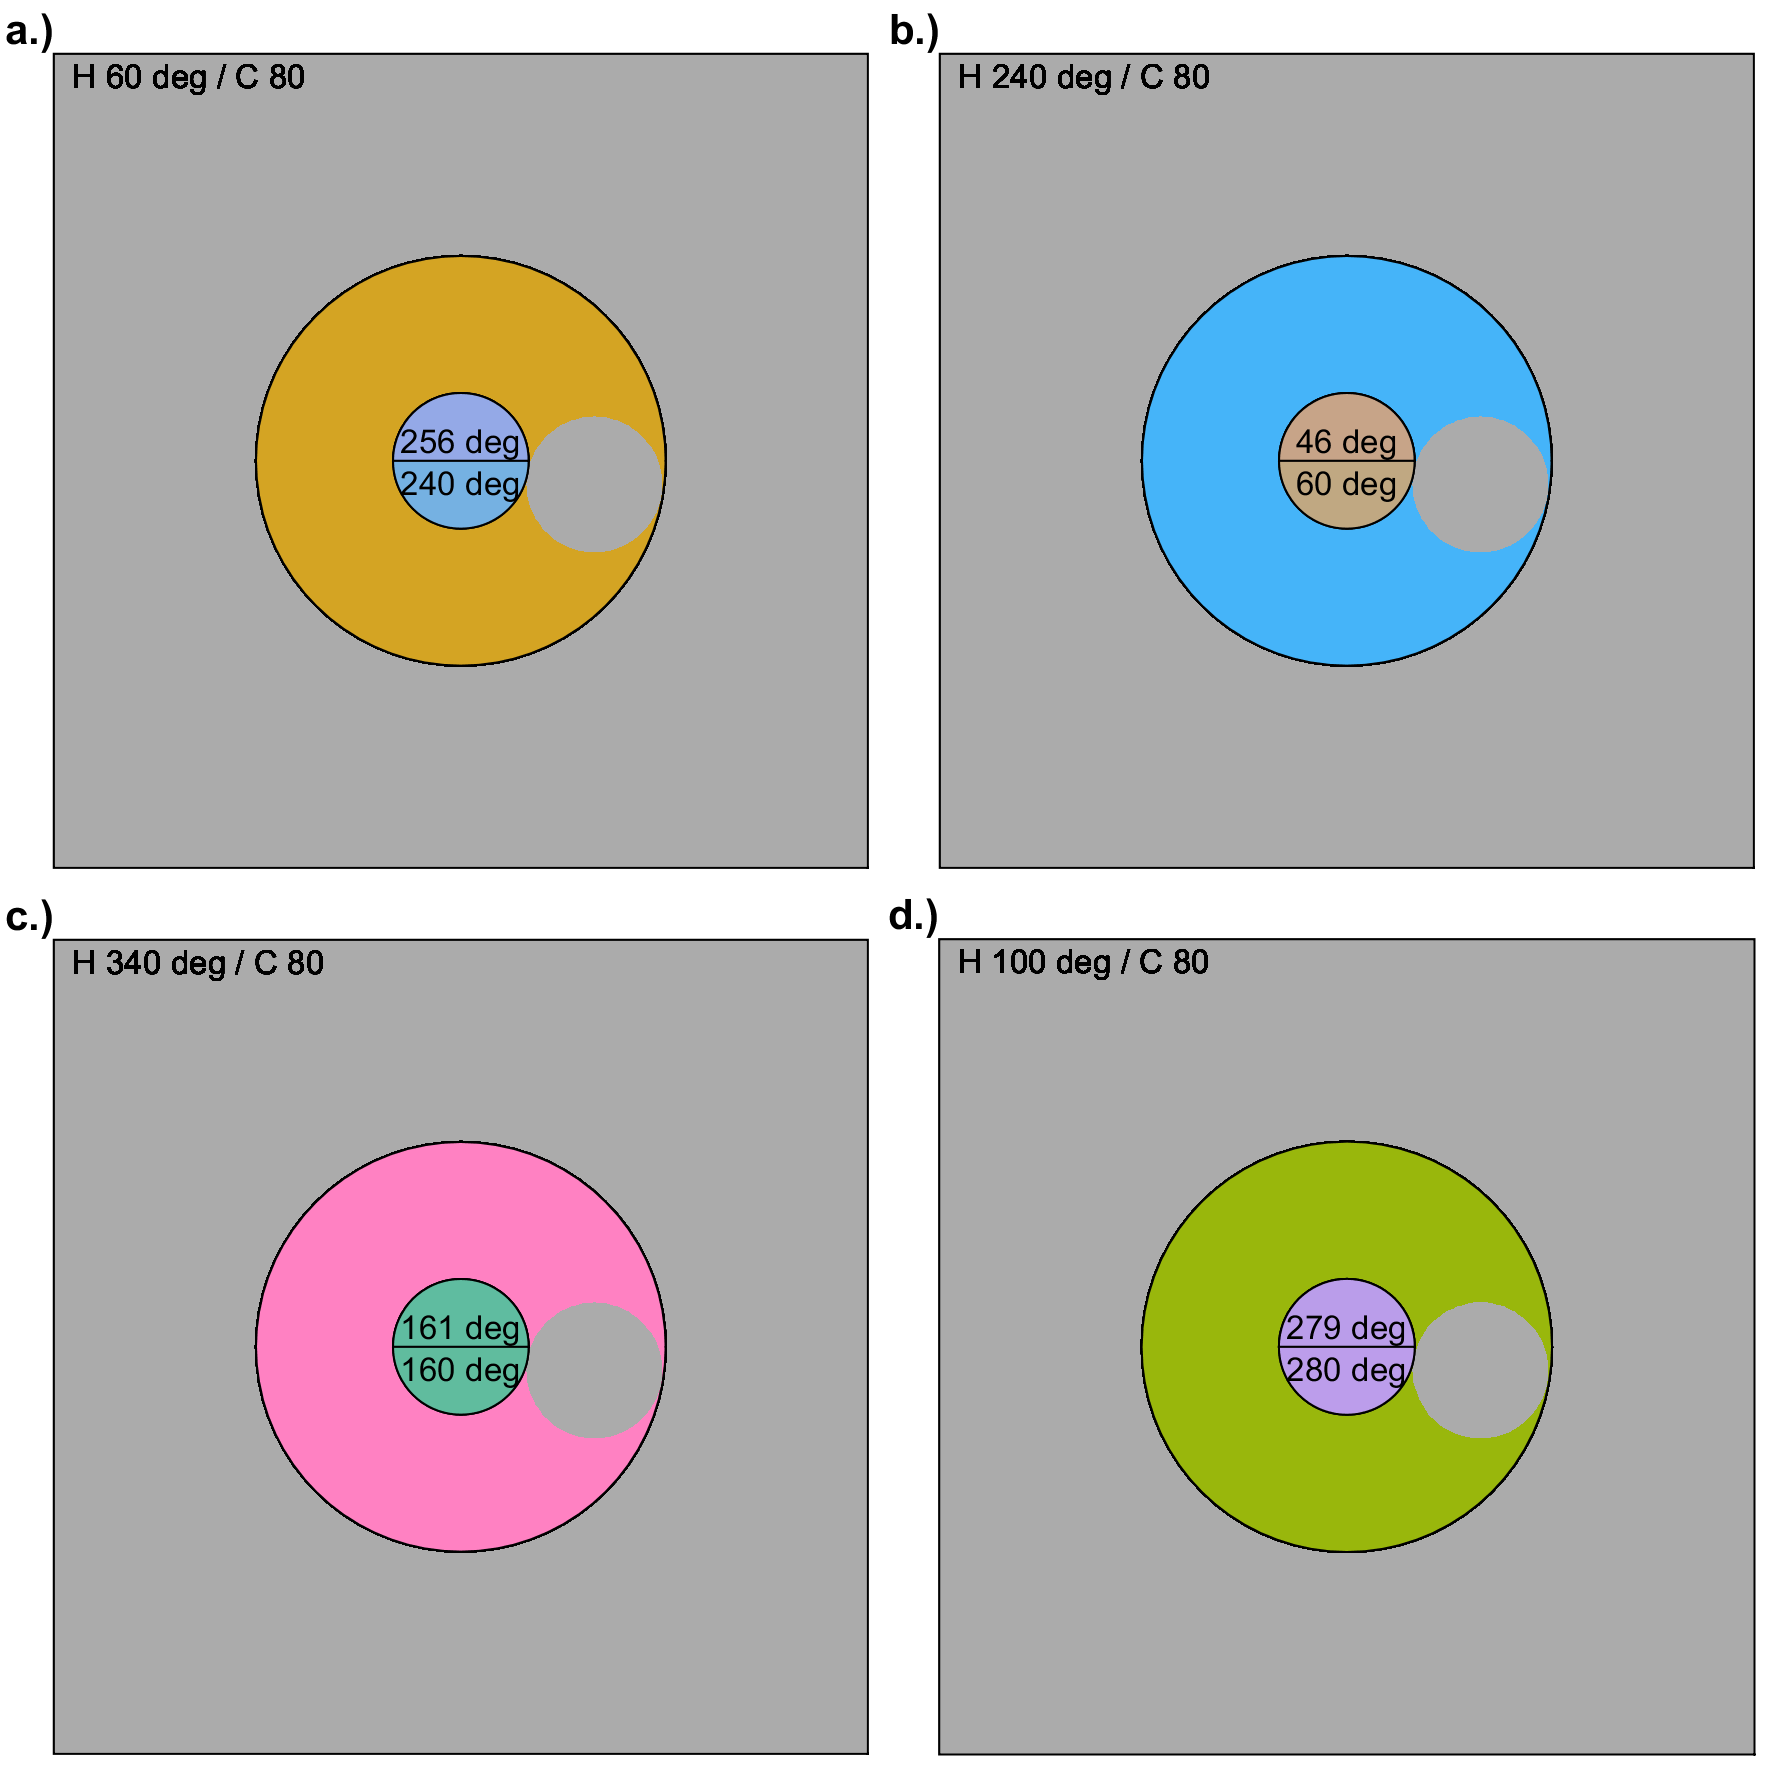 a.)
H 60 deg / C 80
256 deg
240 deg
b.)
H 240 deg / C 80
46 deg
60 deg
c.)
H 340 deg / C 80
161 deg
160 deg
d.)
H 100 deg / C 80
279 deg
280 deg